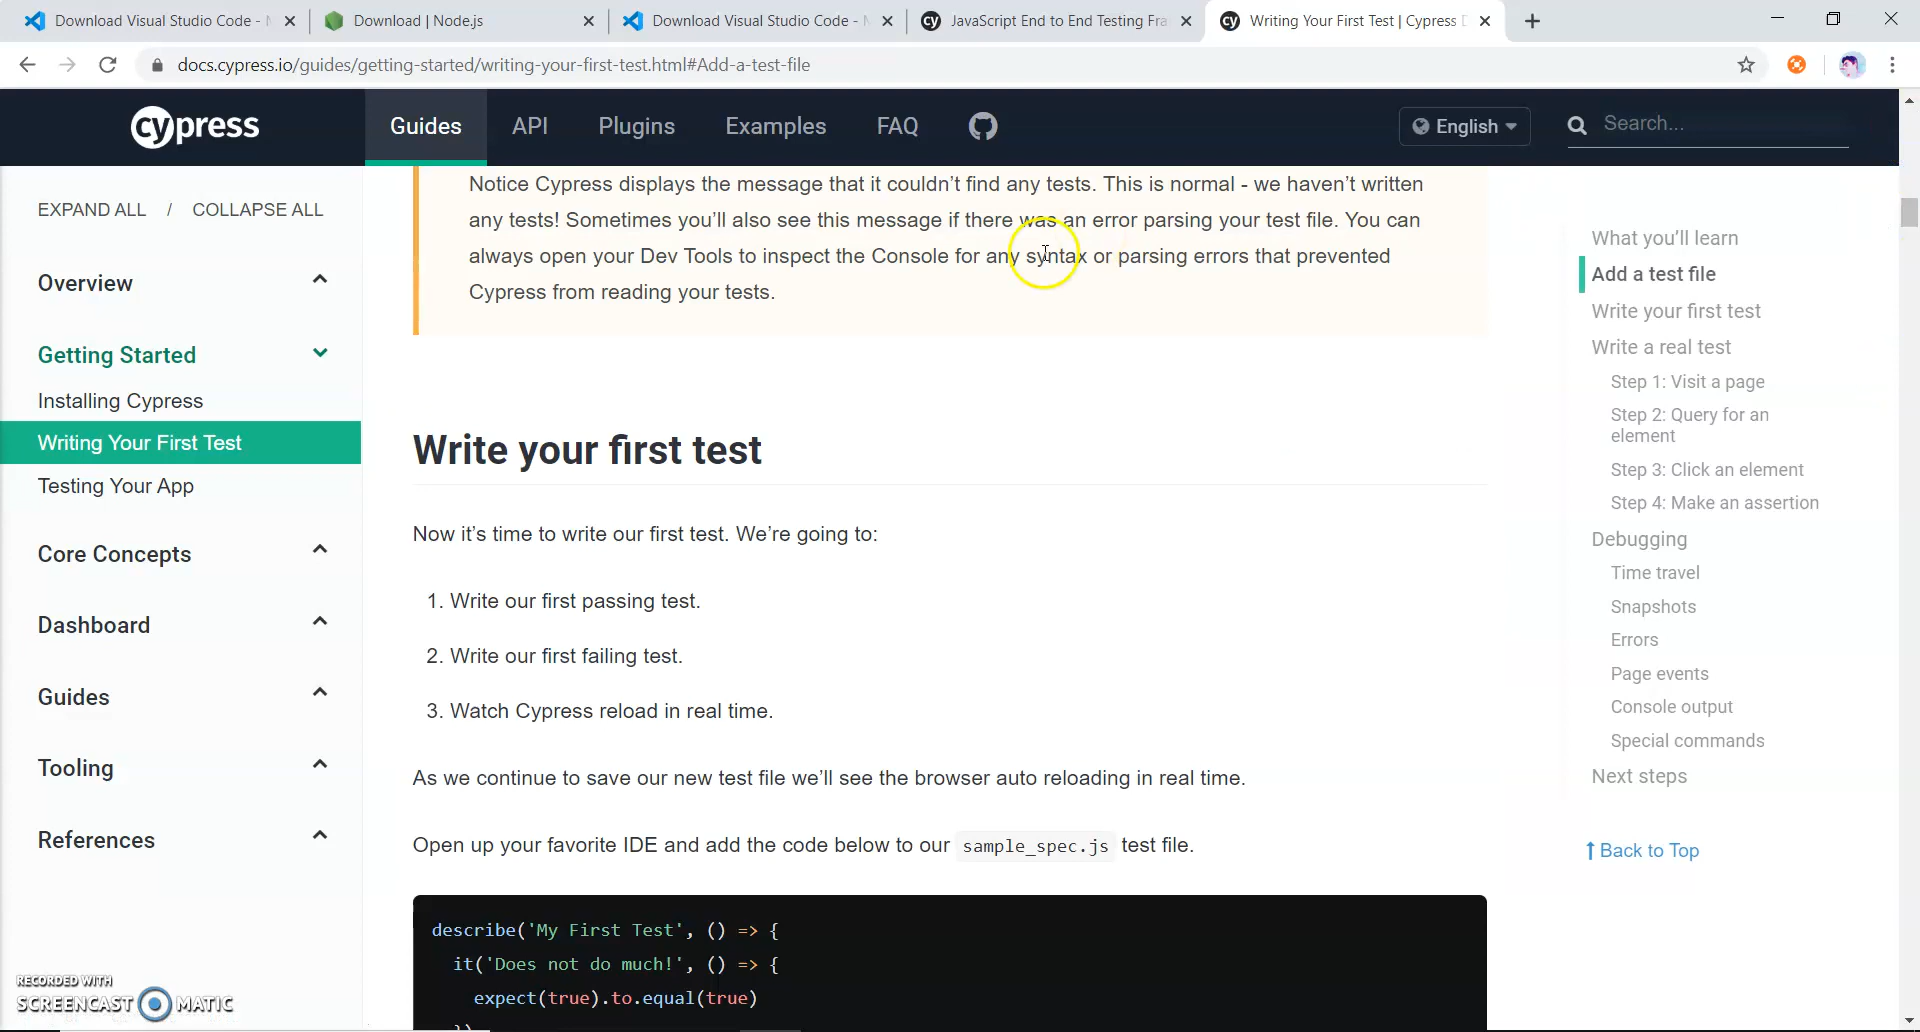 Download Visual Studio Code -
Download | Node.js
Download Visual Studio Code -
cy JavaScript End to End Testing Fra
cy Writing Your First Test | Cypress D
docs.cypress.io/guides/getting-started/writing-your-first-test.html#Add-a-test-file
cypress
Guides
API
Plugins
Examples
FAQ
English
Search...
EXPAND ALL / COLLAPSE ALL
Overview
Getting Started
Installing Cypress
Writing Your First Test
Testing Your App
Core Concepts
Dashboard
Guides
Tooling
References
Notice Cypress displays the message that it couldn’t find any tests. This is normal - we haven’t written
any tests! Sometimes you’ll also see this message if there was an error parsing your test file. You can
always open your Dev Tools to inspect the Console for any syntax or parsing errors that prevented
Cypress from reading your tests.
Write your first test
Now it’s time to write our first test. We’re going to:
1. Write our first passing test.
2. Write our first failing test.
3. Watch Cypress reload in real time.
As we continue to save our new test file we’ll see the browser auto reloading in real time.
Open up your favorite IDE and add the code below to our sample_spec.js test file.
describe('My First Test', () => {
it('Does not do much!', () => {
expect(true).to.equal(true)
})
What you’ll learn
Add a test file
Write your first test
Write a real test
Step 1: Visit a page
Step 2: Query for an
element
Step 3: Click an element
Step 4: Make an assertion
Debugging
Time travel
Snapshots
Errors
Page events
Console output
Special commands
Next steps
Back to Top
RECORDED WITH
SCREENCAST MATIC